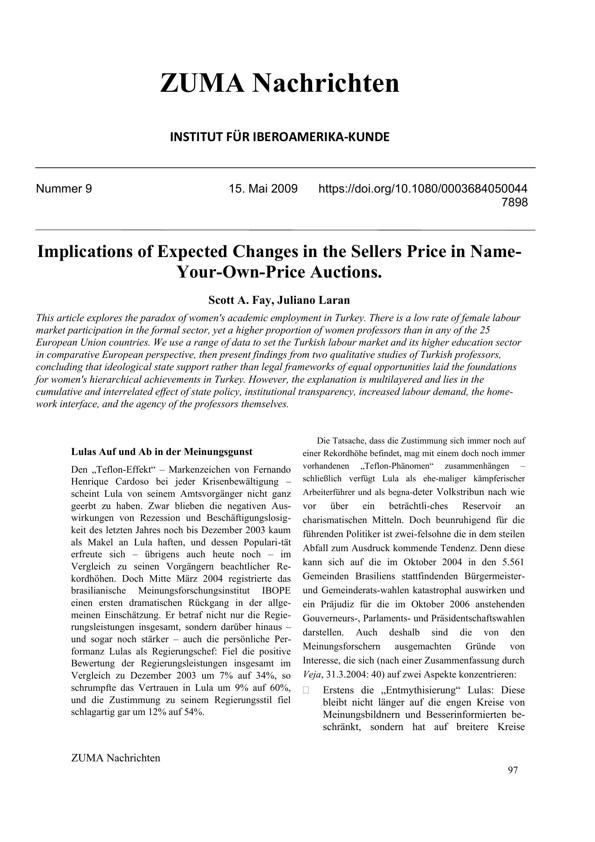 ZUMA Nachrichten
INSTITUT FÜR IBEROAMERIKA-KUNDE
Nummer 9 15. Mai 2009 https://doi.org/10.1080/0003684050044
7898
Implications of Expected Changes in the Sellers Price in Name-
Your-Own-Price Auctions.
Scott A. Fay, Juliano Laran
This article explores the paradox of women's academic employment in Turkey. There is a low rate of female labour
market participation in the formal sector, yet a higher proportion of women professors than in any of the 25
European Union countries. We use a range of data to set the Turkish labour market and its higher education sector
in comparative European perspective, then present findings from two qualitative studies of Turkish professors,
concluding that ideological state support rather than legal frameworks of equal opportunities laid the foundations
for women's hierarchical achievements in Turkey. However, the explanation is multilayered and lies in the
cumulative and interrelated effect of state policy, institutional transparency, increased labour demand, the home-
work interface, and the agency of the professors themselves.
Lulas Auf und Ab in der Meinungsgunst
Den „Teflon-Effekt“ – Markenzeichen von Fernando
Henrique Cardoso bei jeder Krisenbewältigung –
scheint Lula von seinem Amtsvorgänger nicht ganz
geerbt zu haben. Zwar blieben die negativen Aus-
wirkungen von Rezession und Beschäftigungslosig-
keit des letzten Jahres noch bis Dezember 2003 kaum
als Makel an Lula haften, und dessen Populari-tät
erfreute sich – übrigens auch heute noch – im
Vergleich zu seinen Vorgängern beachtlicher Re-
kordhöhen. Doch Mitte März 2004 registrierte das
brasilianische Meinungsforschungsinstitut IBOPE
einen ersten dramatischen Rückgang in der allge-
meinen Einschätzung. Er betraf nicht nur die Regie-
rungsleistungen insgesamt, sondern darüber hinaus –
und sogar noch stärker – auch die persönliche Per-
formanz Lulas als Regierungschef: Fiel die positive
Bewertung der Regierungsleistungen insgesamt im
Vergleich zu Dezember 2003 um 7% auf 34%, so
schrumpfte das Vertrauen in Lula um 9% auf 60%,
und die Zustimmung zu seinem Regierungsstil fiel
schlagartig gar um 12% auf 54%.
Die Tatsache, dass die Zustimmung sich immer noch auf
einer Rekordhöhe befindet, mag mit einem doch noch immer
vorhandenen „Teflon-Phänomen“ zusammenhängen –
schließlich verfügt Lula als ehe-maliger kämpferischer
Arbeiterführer und als begna-deter Volkstribun nach wie
vor über ein beträchtli-ches Reservoir an
charismatischen Mitteln. Doch beunruhigend für die
führenden Politiker ist zwei-felsohne die in dem steilen
Abfall zum Ausdruck kommende Tendenz. Denn diese
kann sich auf die im Oktober 2004 in den 5.561
Gemeinden Brasiliens stattfindenden Bürgermeister-
und Gemeinderats-wahlen katastrophal auswirken und
ein Präjudiz für die im Oktober 2006 anstehenden
Gouverneurs-, Parlaments- und Präsidentschaftswahlen
darstellen. Auch deshalb sind die von den
Meinungsforschern ausgemachten Gründe von
Interesse, die sich (nach einer Zusammenfassung durch
Veja, 31.3.2004: 40) auf zwei Aspekte konzentrieren:
Erstens die „Entmythisierung“ Lulas: Diese
bleibt nicht länger auf die engen Kreise von
Meinungsbildnern und Besserinformierten be-
schränkt, sondern hat auf breitere Kreise
ZUMA Nachrichten
97